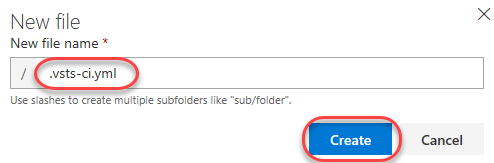 New file
New file name *
/ .vsts-ci.yml
Use slashes to create multiple subfolders like "sub/folder".
Create Cancel